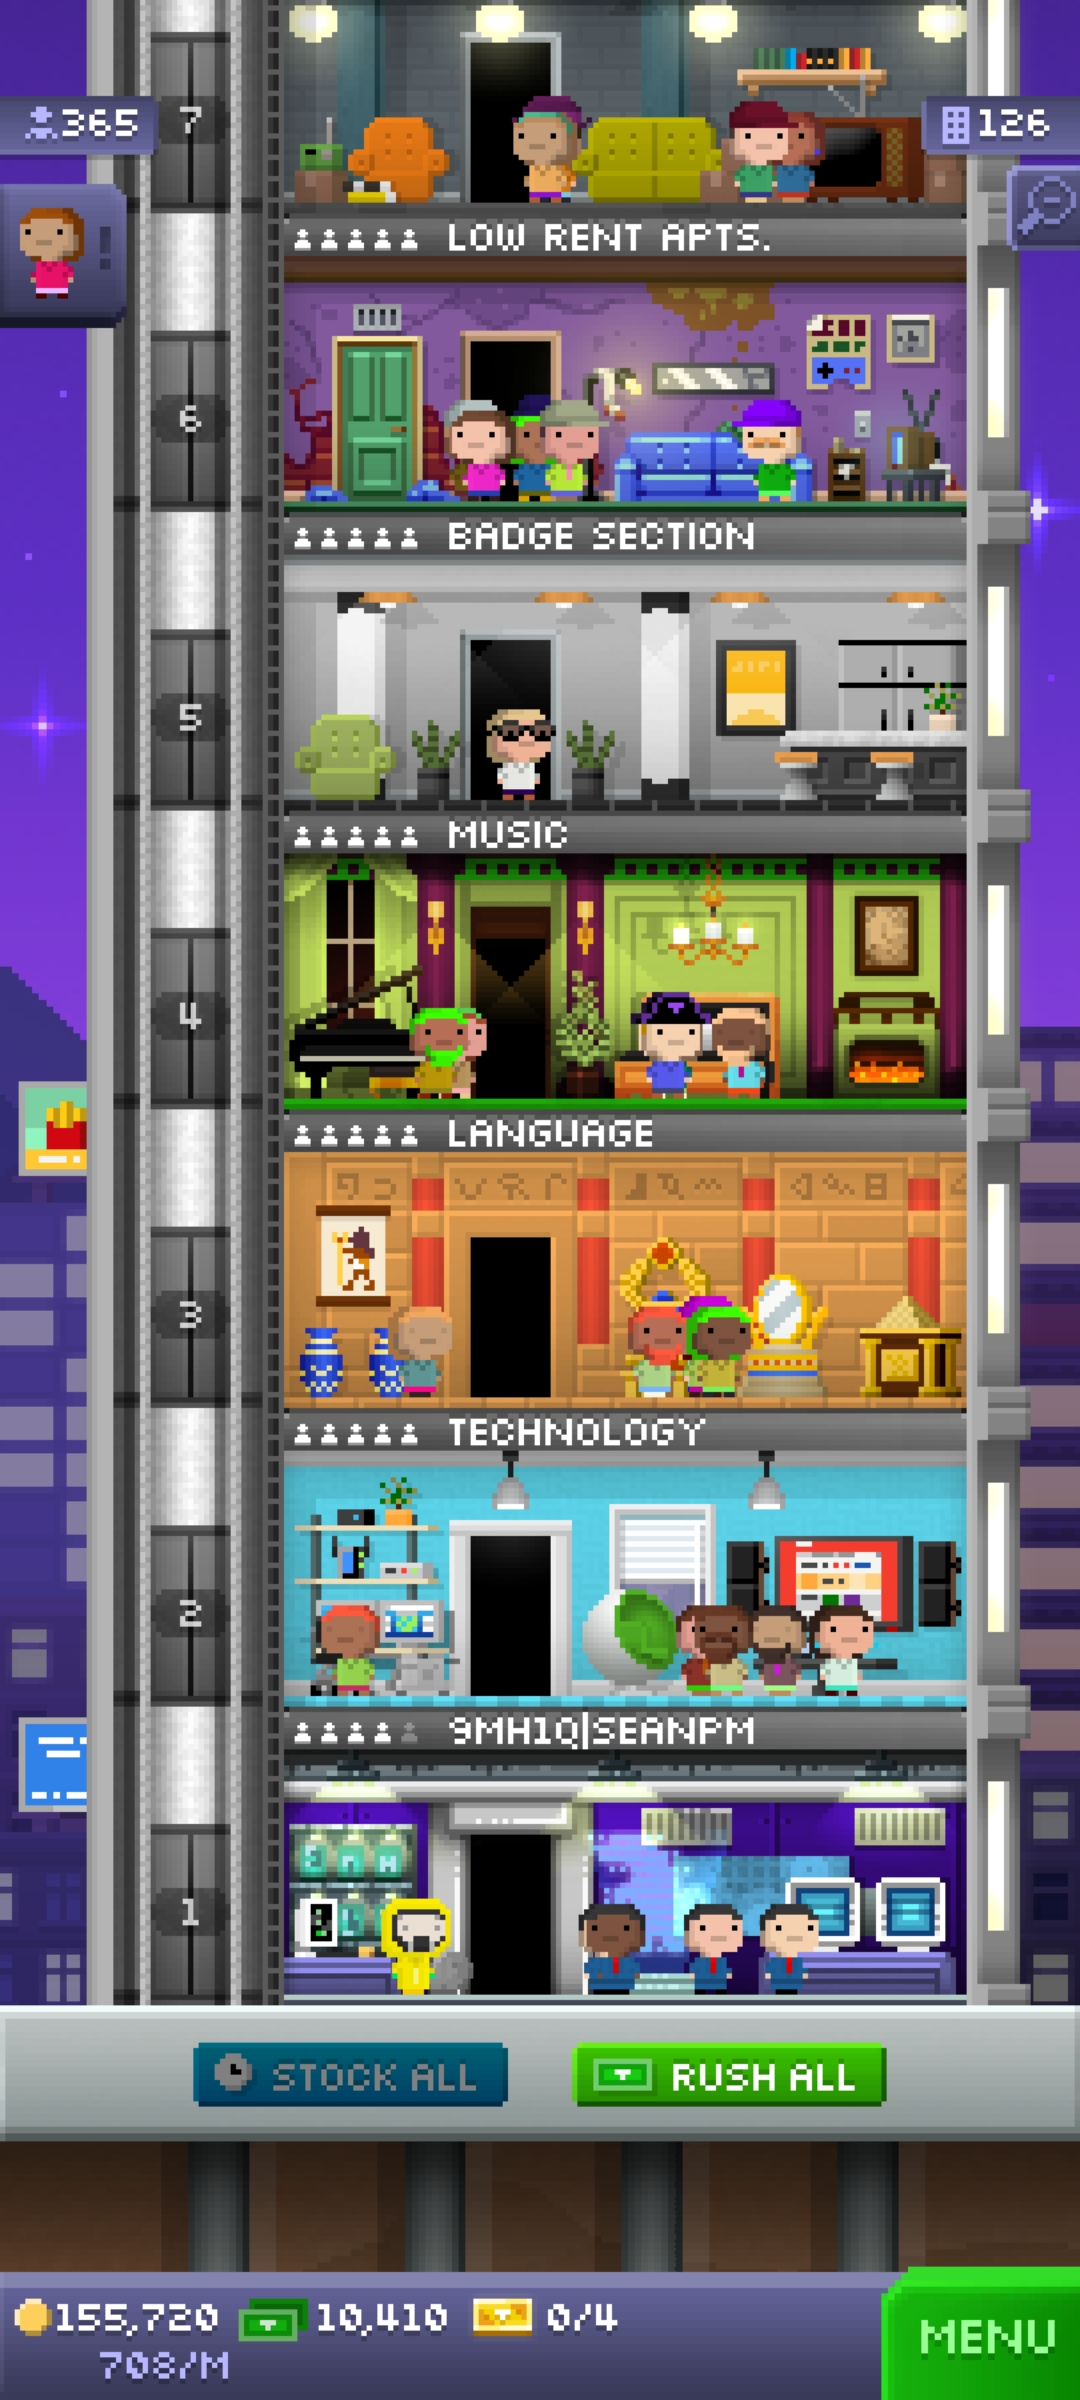 7
365
126
LOW RENT APTS.
6
BADGE SECTION
5
MUSIC
4
LANGUAGE
3
TECHNOLOGY
2
9MH1Q|SEANPM
1
STOCK ALL
RUSH ALL
155,720
10,410
0/4
708/M
MENU